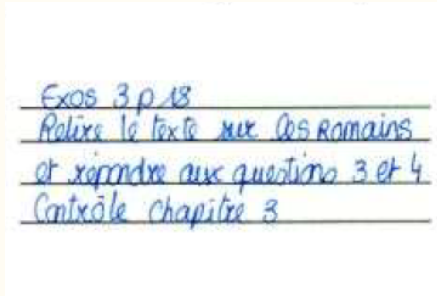 Exos 3 p 18
Relire le texte sur les Romains
et répondre aux questions 3 et 4
Contrôle chapitre 3